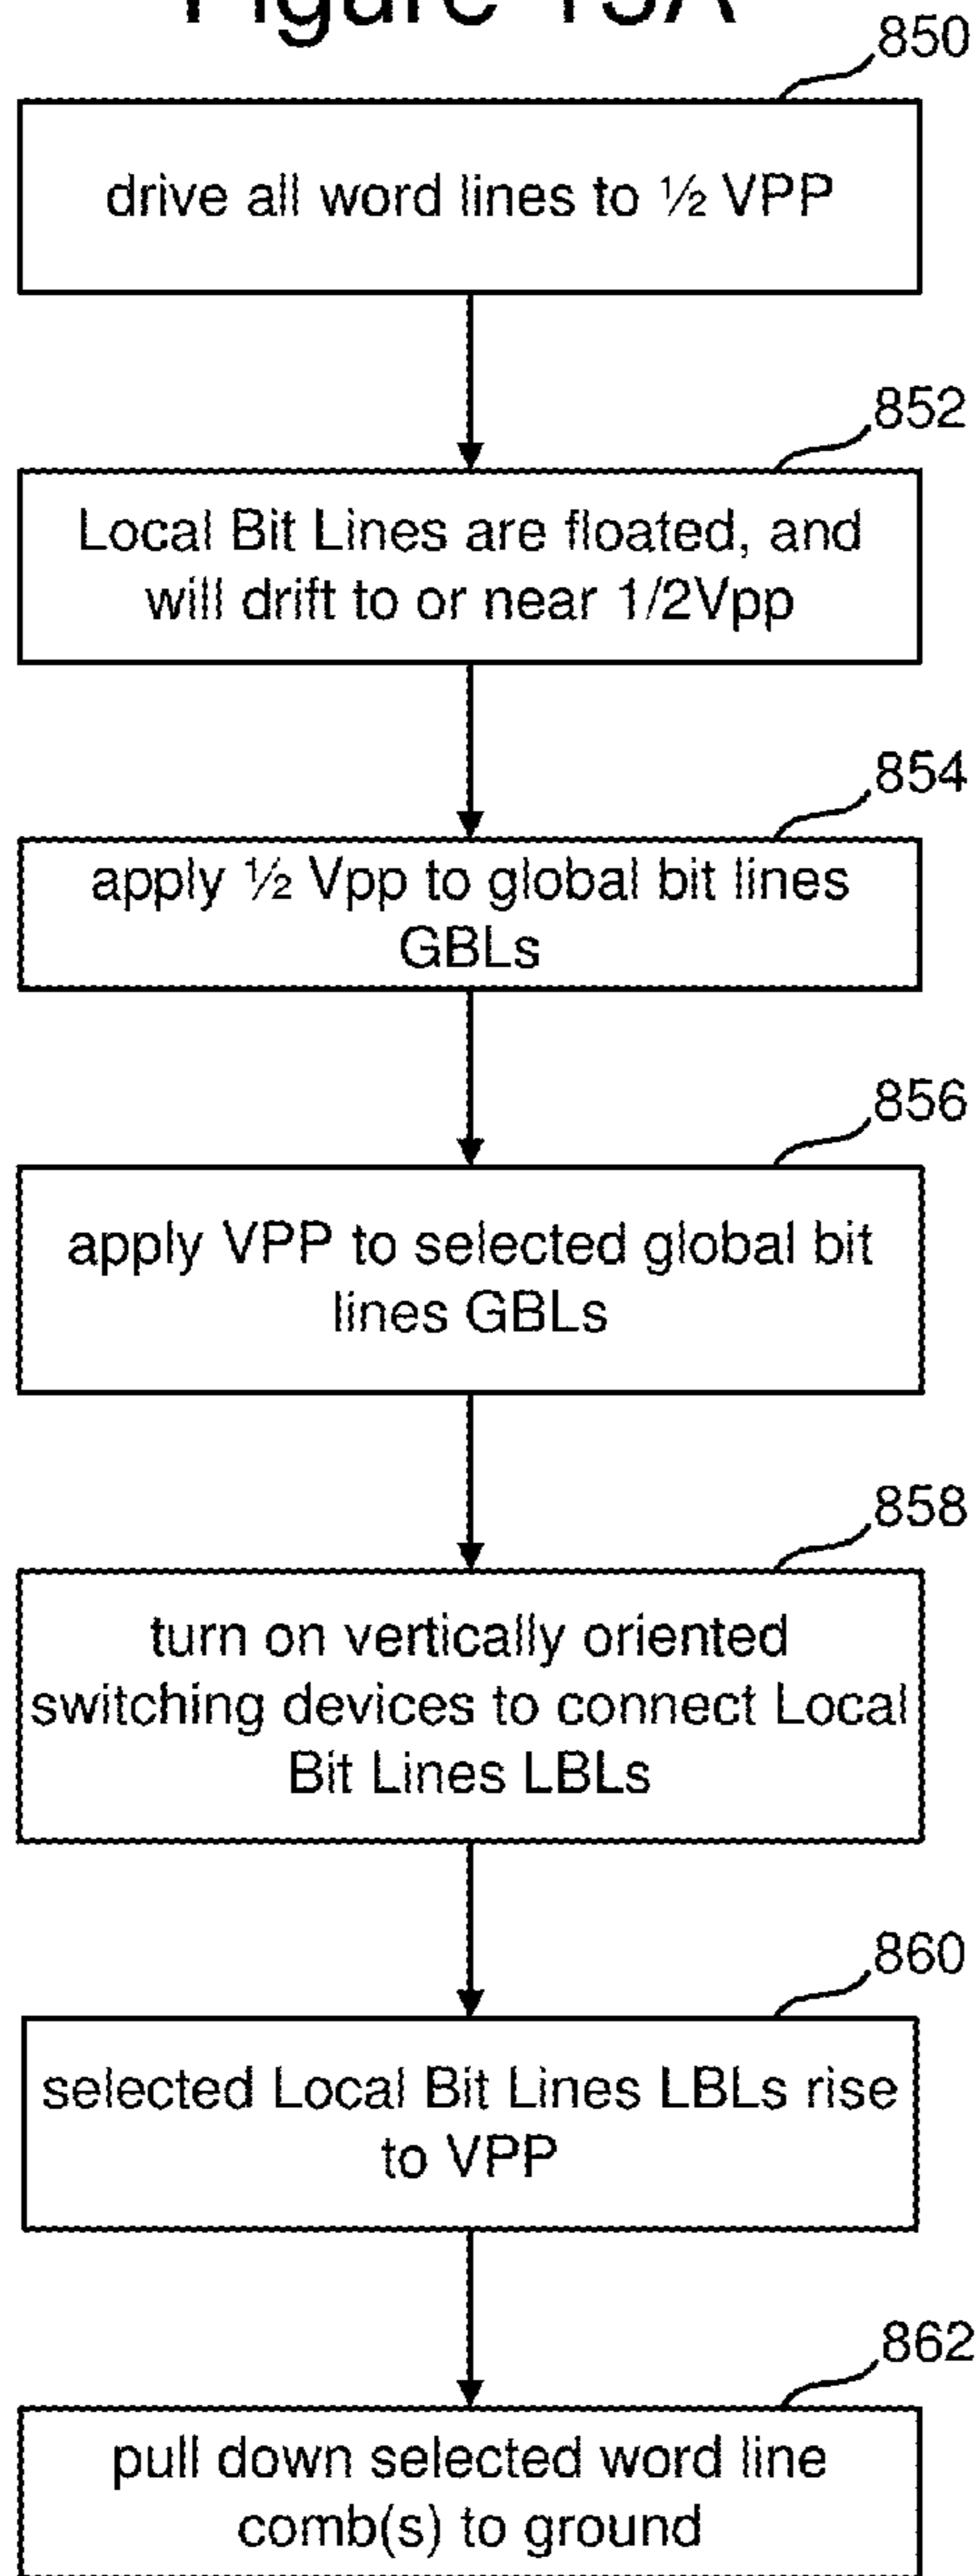 850
drive all word lines to ½ VPP
852
Local Bit Lines are floated, and
will drift to or near 1/2Vpp
854
apply ½ Vpp to global bit lines
GBLs
856
apply VPP to selected global bit
lines GBLs
858
turn on vertically oriented
switching devices to connect Local
Bit Lines LBLs
860
selected Local Bit Lines LBLs rise
to VPP
862
pull down selected word line
comb(s) to ground